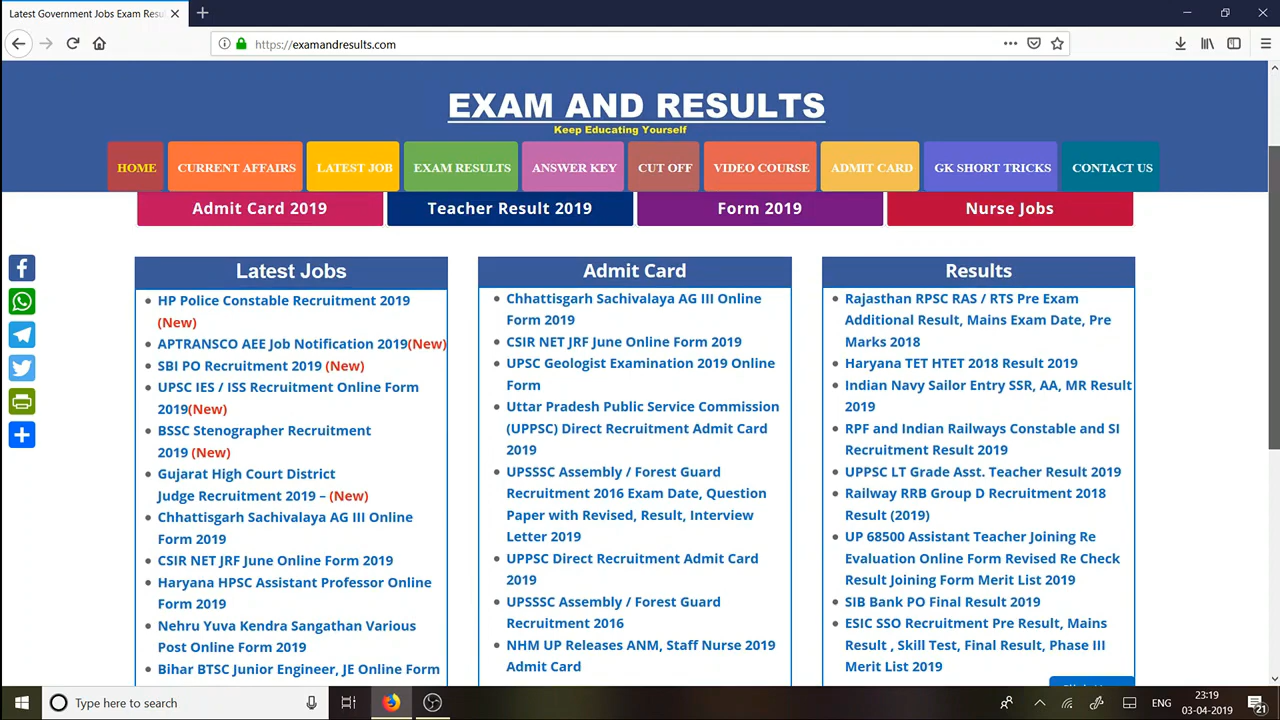 Latest Government Jobs Exam Resu
https://examandresults.com
EXAM AND RESULTS
Keep Educating Yourself
HOME
CURRENT AFFAIRS
LATEST JOB
EXAM RESULTS
ANSWER KEY
CUT OFF
VIDEO COURSE
ADMIT CARD
GK SHORT TRICKS
CONTACT US
Admit Card 2019
Teacher Result 2019
Form 2019
Nurse Jobs
Latest Jobs
HP Police Constable Recruitment 2019
(New)
APTRANSCO AEE Job Notification 2019(New)
SBI PO Recruitment 2019 (New)
UPSC IES / ISS Recruitment Online Form
2019(New)
BSSC Stenographer Recruitment
2019 (New)
Gujarat High Court District
Judge Recruitment 2019 – (New)
Chhattisgarh Sachivalaya AG III Online
Form 2019
CSIR NET JRF June Online Form 2019
Haryana HPSC Assistant Professor Online
Form 2019
Nehru Yuva Kendra Sangathan Various
Post Online Form 2019
Bihar BTSC Junior Engineer, JE Online Form
Admit Card
Chhattisgarh Sachivalaya AG III Online
Form 2019
CSIR NET JRF June Online Form 2019
UPSC Geologist Examination 2019 Online
Form
Uttar Pradesh Public Service Commission
(UPPSC) Direct Recruitment Admit Card
2019
UPSSSC Assembly / Forest Guard
Recruitment 2016 Exam Date, Question
Paper with Revised, Result, Interview
Letter 2019
UPPSC Direct Recruitment Admit Card
2019
UPSSSC Assembly / Forest Guard
Recruitment 2016
NHM UP Releases ANM, Staff Nurse 2019
Admit Card
Results
Rajasthan RPSC RAS / RTS Pre Exam
Additional Result, Mains Exam Date, Pre
Marks 2018
Haryana TET HTET 2018 Result 2019
Indian Navy Sailor Entry SSR, AA, MR Result
2019
RPF and Indian Railways Constable and SI
Recruitment Result 2019
UPPSC LT Grade Asst. Teacher Result 2019
Railway RRB Group D Recruitment 2018
Result (2019)
UP 68500 Assistant Teacher Joining Re
Evaluation Online Form Revised Re Check
Result Joining Form Merit List 2019
SIB Bank PO Final Result 2019
ESIC SSO Recruitment Pre Result, Mains
Result , Skill Test, Final Result, Phase III
Merit List 2019
Type here to search
ENG
23:19
03-04-2019
21